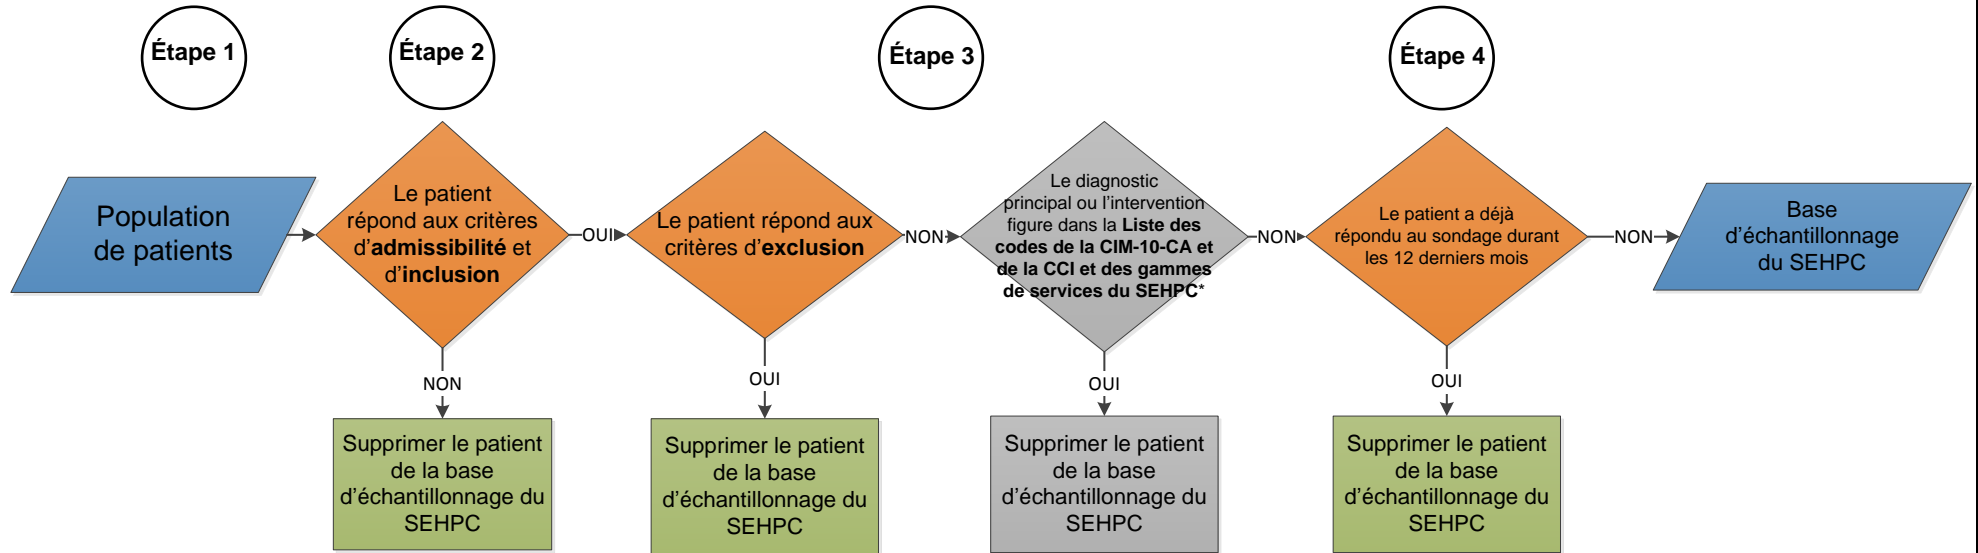 Étape 1
Étape 2
Étape 3
Étape 4
Population
de patients
Le patient
répond aux critères
d’admissibilité et
d’inclusion
OUI
Le patient répond aux
critères d’exclusion
NON
Le diagnostic
principal ou l’intervention
figure dans la Liste des
codes de la CIM-10-CA et
de la CCI et des gammes
de services du SEHPC*
NON
Le patient a déjà
répondu au sondage durant
les 12 derniers mois
NON
Base
d’échantillonnage
du SEHPC
NON
OUI
OUI
OUI
Supprimer le patient
de la base
d’échantillonnage du
SEHPC
Supprimer le patient
de la base
d’échantillonnage du
SEHPC
Supprimer le patient
de la base
d’échantillonnage du
SEHPC
Supprimer le patient
de la base
d’échantillonnage du
SEHPC